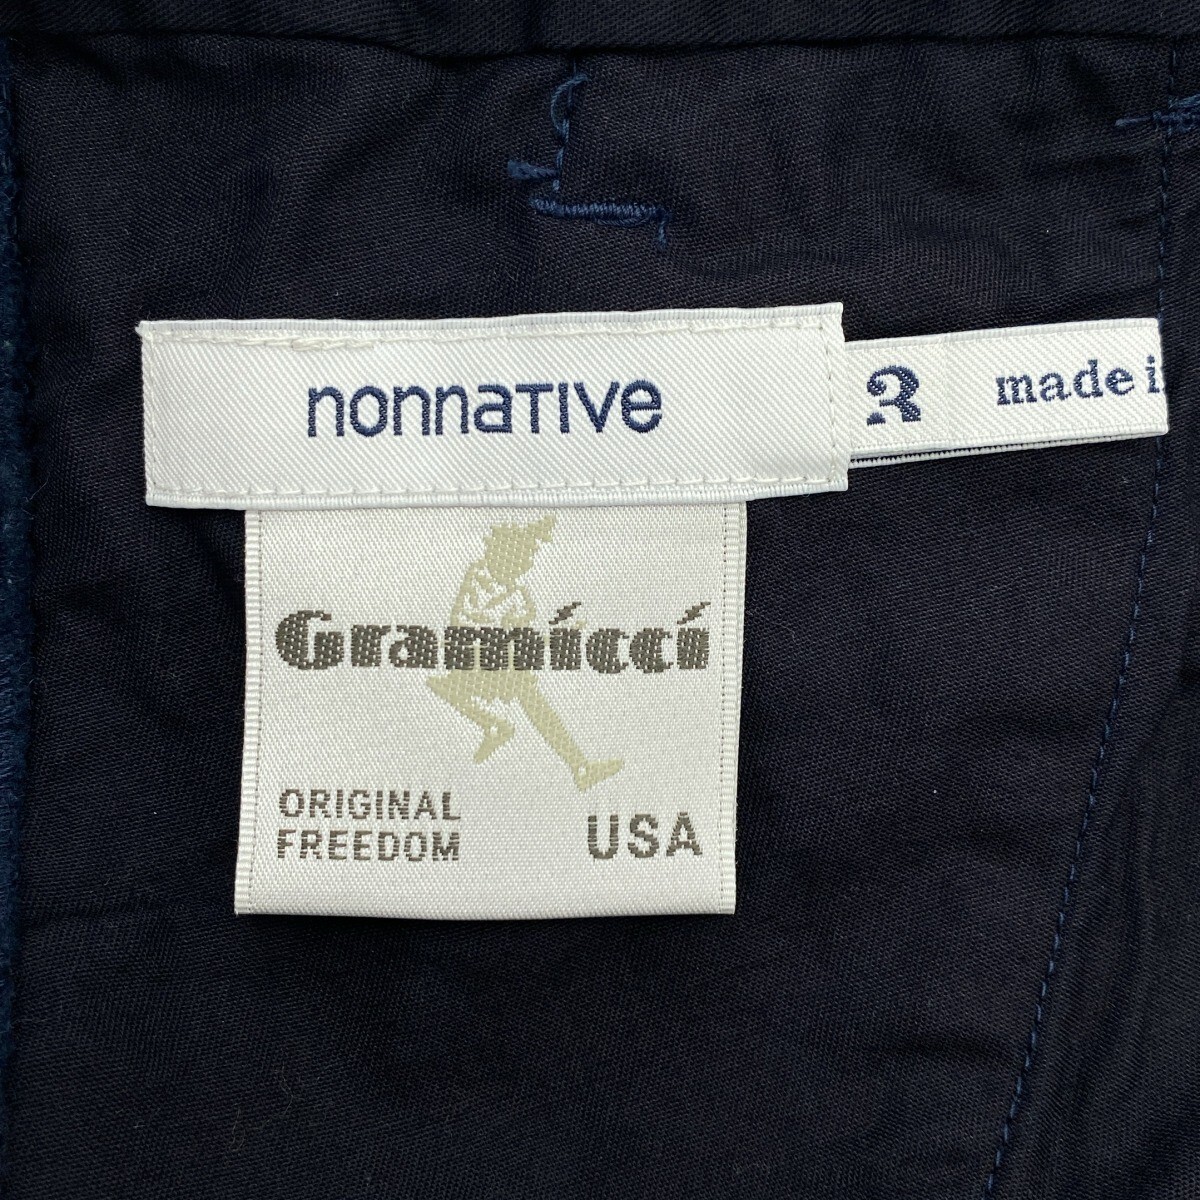 nonnative
3
made
Gramicci
ORIGINAL
FREEDOM
USA